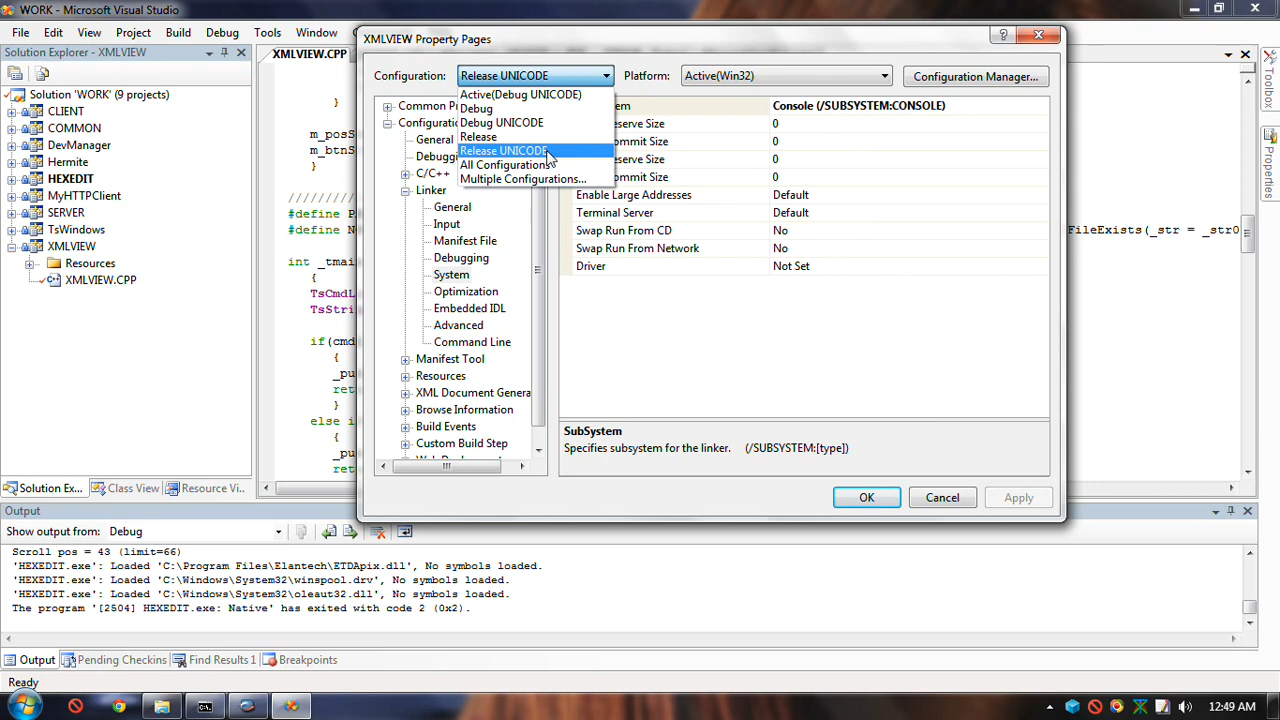 WORK - Microsoft Visual Studio
File Edit View Project Build Debug Tools Window
Solution Explorer - XMLVIEW
Solution 'WORK' (9 projects)
CLIENT
COMMON
DevManager
Hermite
HEXEDIT
MyHTTPClient
SERVER
TsWindows
XMLVIEW
Resources
XMLVIEW.CPP
Solution Ex... Class View Resource Vi...
XMLVIEW.CPP
}
m_posS
m_btnS
}
#define P
#define N
FileExists(_str = _str0
int _tmai
{
TsCmdL
TsStri
if(cmd
{
_pu
ret
}
else i
{
_pu
ret
XMLVIEW Property Pages
Configuration: Release UNICODE Platform: Active(Win32) Configuration Manager...
Active(Debug UNICODE)
Debug
Debug UNICODE
Release
Release UNICODE
All Configurations
Multiple Configurations...
Common P
Configuratio
General
Debugg
C/C++
Linker
General
Input
Manifest File
Debugging
System
Optimization
Embedded IDL
Advanced
Command Line
Manifest Tool
Resources
XML Document Genera
Browse Information
Build Events
Custom Build Step
em Console (/SUBSYSTEM:CONSOLE)
serve Size 0
mmit Size 0
erve Size 0
mmit Size 0
Enable Large Addresses Default
Terminal Server Default
Swap Run From CD No
Swap Run From Network No
Driver Not Set
SubSystem
Specifies subsystem for the linker. (/SUBSYSTEM:[type])
OK Cancel Apply
Toolbox
Properties
Output
Show output from: Debug
Scroll pos = 43 (limit=66)
'HEXEDIT.exe': Loaded 'C:\Program Files\Elantech\ETDApix.dll', No symbols loaded.
'HEXEDIT.exe': Loaded 'C:\Windows\System32\winspool.drv', No symbols loaded.
'HEXEDIT.exe': Loaded 'C:\Windows\System32\oleaut32.dll', No symbols loaded.
The program '[2504] HEXEDIT.exe: Native' has exited with code 2 (0x2).
Output Pending Checkins Find Results 1 Breakpoints
Ready
12:49 AM